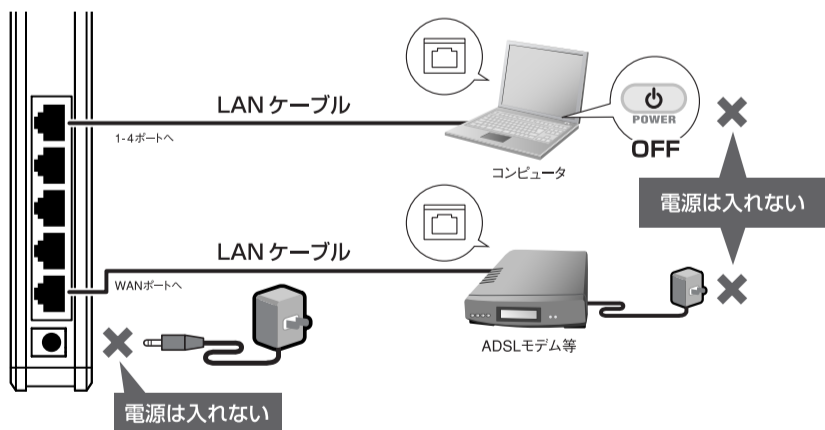 LANケーブル
1-4ポートへ
POWER
OFF
コンピュータ
電源は入れない
LANケーブル
WANポートへ
ADSLモデム等
電源は入れない